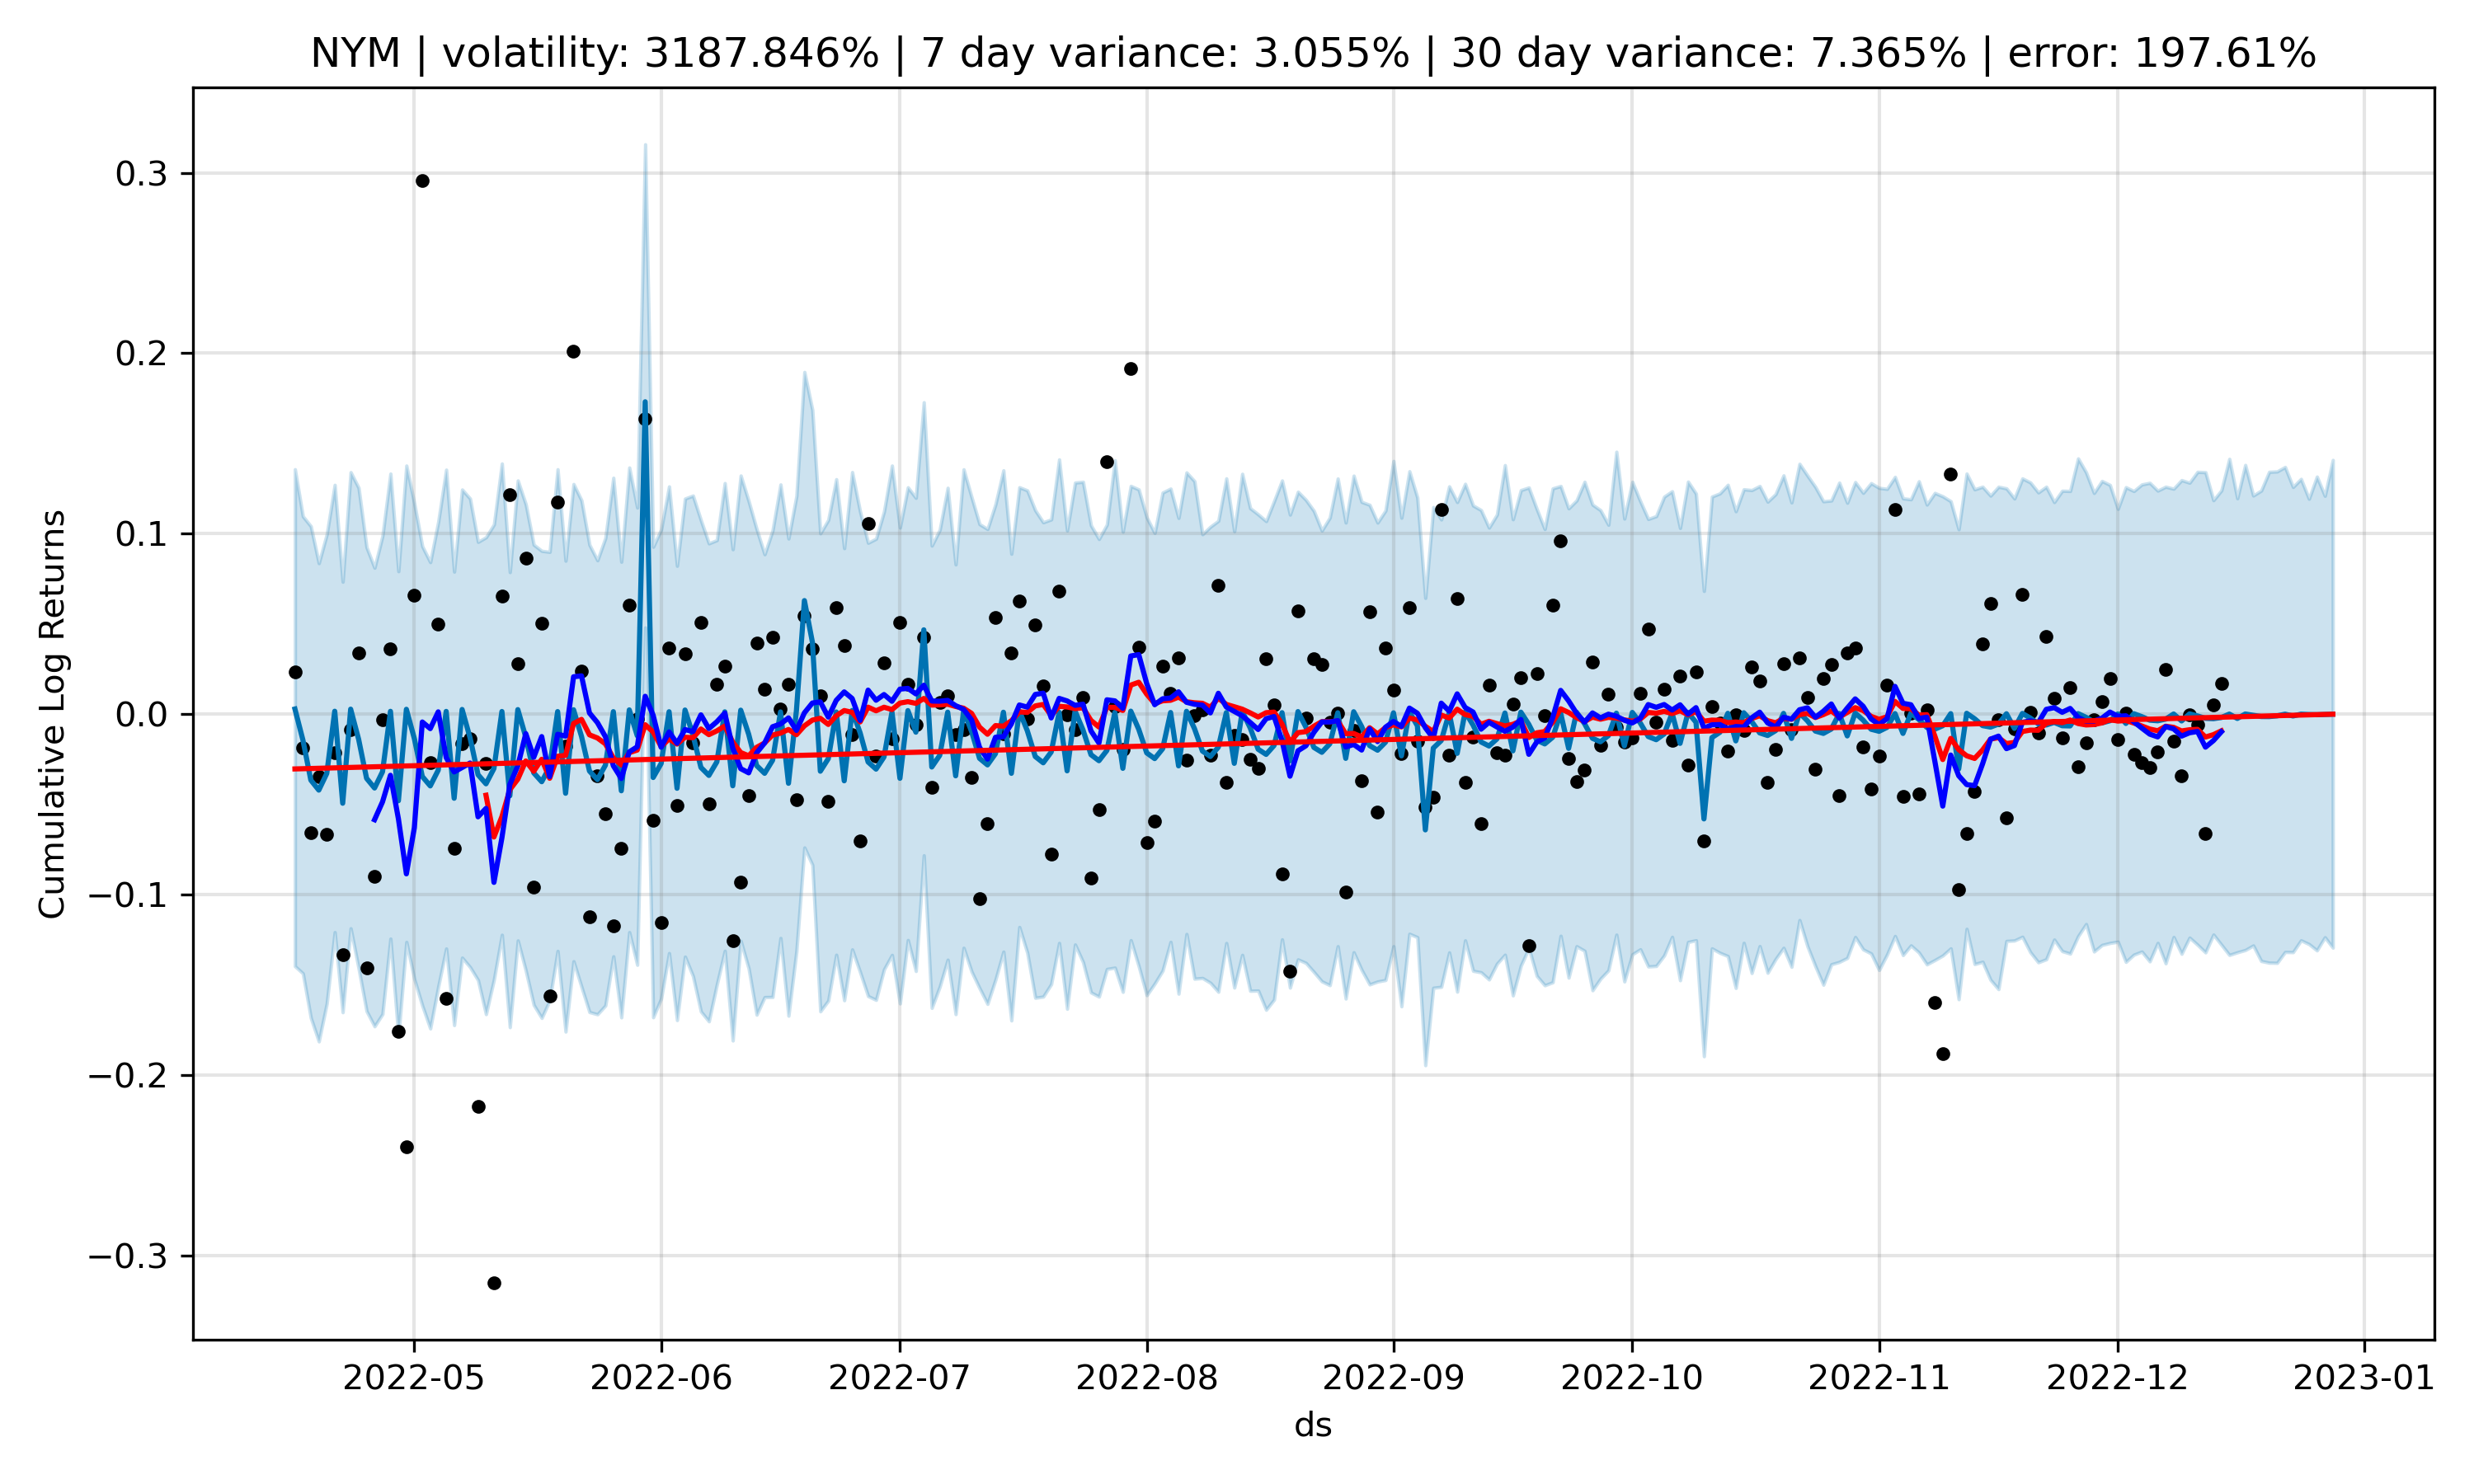 NYM | volatility: 3187.846% | 7 day variance: 3.055% | 30 day variance: 7.365% | error: 197.61%
Cumulative Log Returns
0.3
0.2
0.1
0.0
−0.1
−0.2
−0.3
2022-05 2022-06 2022-07 2022-08 2022-09 2022-10 2022-11 2022-12 2023-01
ds